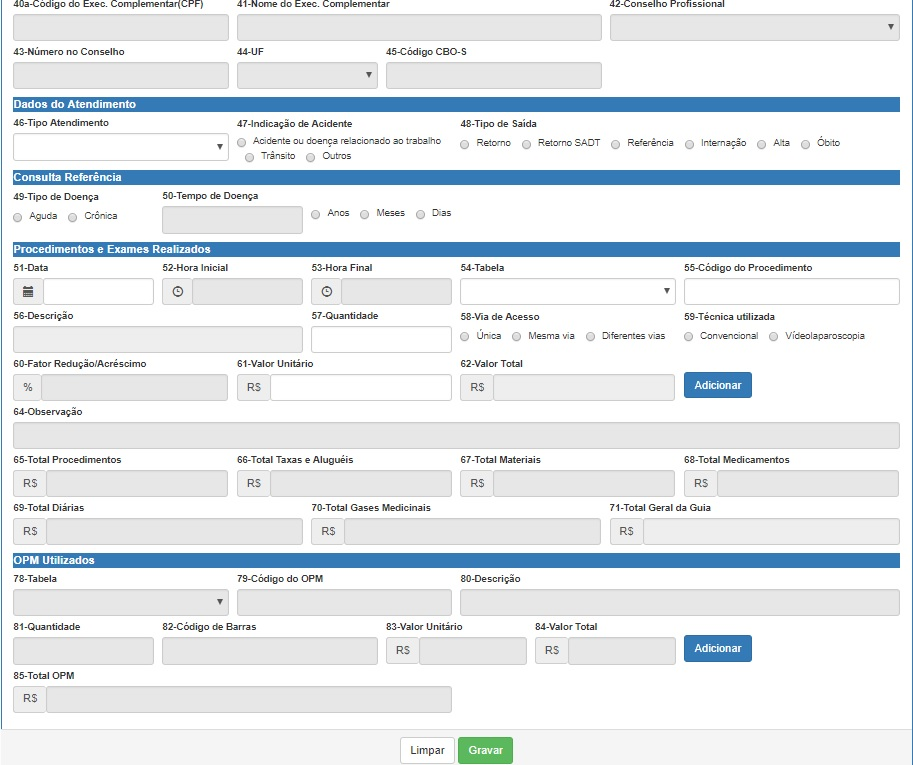 40a-Código do Exec. Complementar(CPF) 41-Nome do Exec. Complementar 42-Conselho Profissional
43-Número no Conselho 44-UF 45-Código CBO-S
Dados do Atendimento
46-Tipo Atendimento 47-Indicação de Acidente 48-Tipo de Saída
Acidente ou doença relacionado ao trabalho Retorno Retorno SADT Referência Internação Alta Óbito
Trânsito Outros
Consulta Referência
49-Tipo de Doença 50-Tempo de Doença
Aguda Crônica Anos Meses Dias
Procedimentos e Exames Realizados
51-Data 52-Hora Inicial 53-Hora Final 54-Tabela 55-Código do Procedimento
56-Descrição 57-Quantidade 58-Via de Acesso 59-Técnica utilizada
Única Mesma via Diferentes vias Convencional Vídeolaparoscopia
60-Fator Redução/Acréscimo 61-Valor Unitário 62-Valor Total
% R$ R$ Adicionar
64-Observação
65-Total Procedimentos 66-Total Taxas e Aluguéis 67-Total Materiais 68-Total Medicamentos
R$ R$ R$ R$
69-Total Diárias 70-Total Gases Medicinais 71-Total Geral da Guia
R$ R$ R$
OPM Utilizados
78-Tabela 79-Código do OPM 80-Descrição
81-Quantidade 82-Código de Barras 83-Valor Unitário 84-Valor Total
R$ R$ Adicionar
85-Total OPM
R$
Limpar Gravar